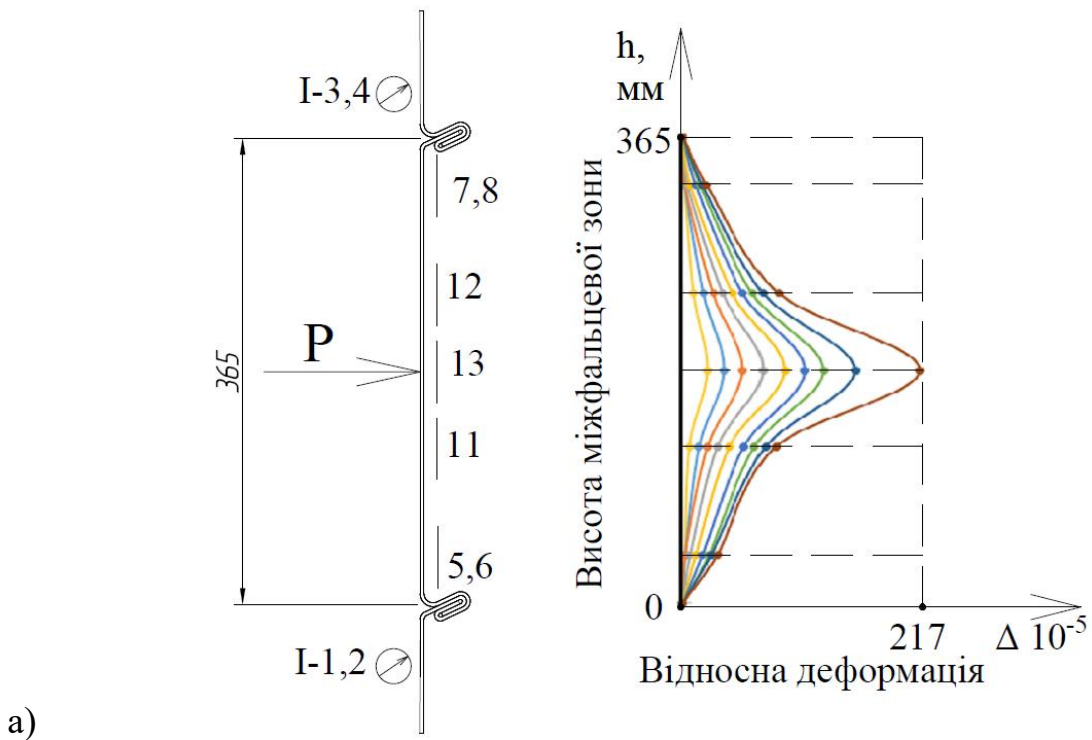 I-3,4
7,8
12
P
13
365
11
5,6
I-1,2
а)
h,
мм
365
Висота міжфальцевої зони
0
217
Δ 10-5
Відносна деформація